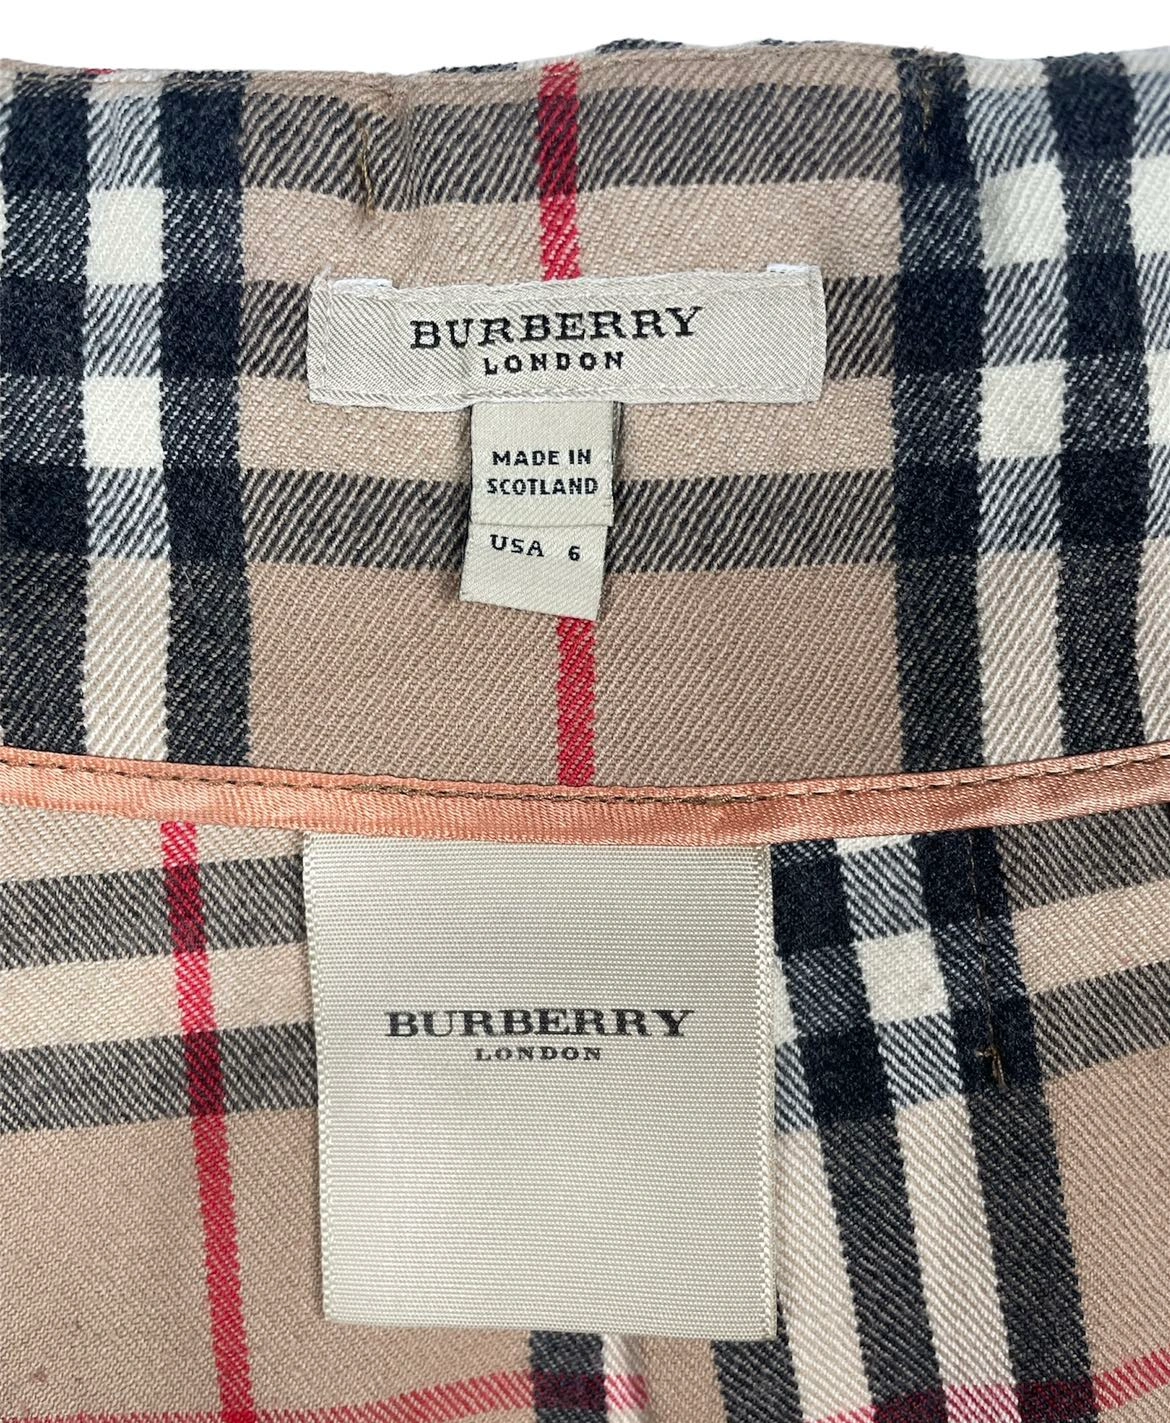 BURBERRY
LONDON
MADE IN
SCOTLAND
USA 6
BURBERRY
LONDON